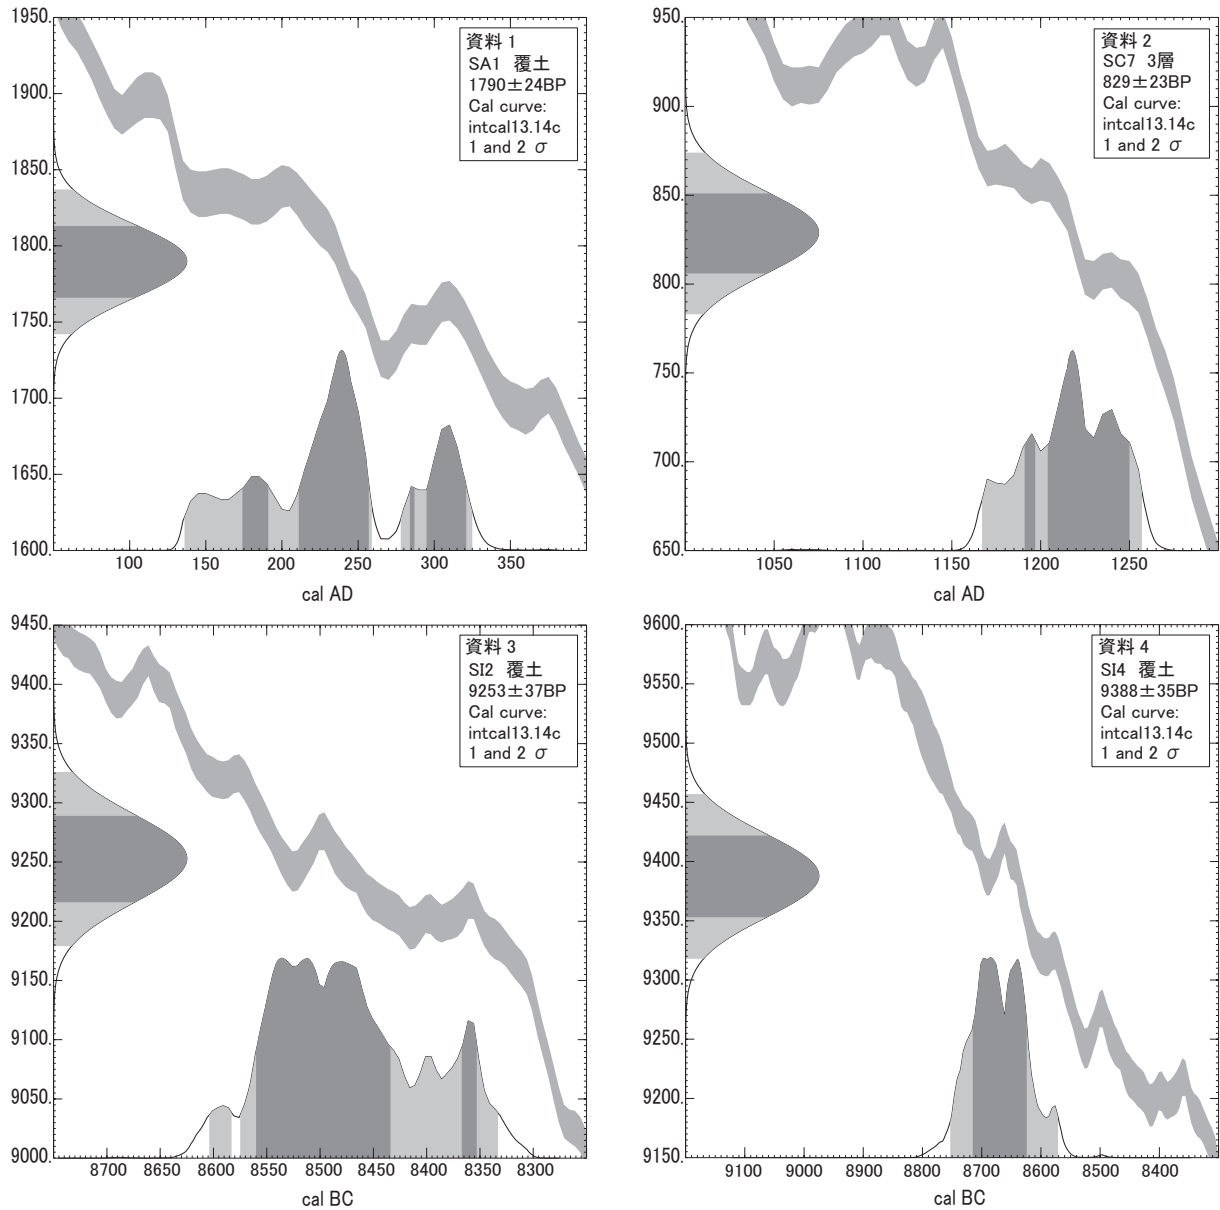 1950.
1900.
1850.
1800.
1750.
1700.
1650.
1600.
100 150 200 250 300 350
cal AD
資料 1
SA1 覆土
1790±24BP
Cal curve:
intcal13.14c
1 and 2 σ
950.
900.
850.
800.
750.
700.
650.
1050 1100 1150 1200 1250
cal AD
資料 2
SC7 3層
829±23BP
Cal curve:
intcal13.14c
1 and 2 σ
9450.
9400.
9350.
9300.
9250.
9200.
9150.
9100.
9050.
9000.
8700 8650 8600 8550 8500 8450 8400 8350 8300
cal BC
資料 3
SI2 覆土
9253±37BP
Cal curve:
intcal13.14c
1 and 2 σ
9600.
9550.
9500.
9450.
9400.
9350.
9300.
9250.
9200.
9150.
9100 9000 8900 8800 8700 8600 8500 8400
cal BC
資料 4
SI4 覆土
9388±35BP
Cal curve:
intcal13.14c
1 and 2 σ